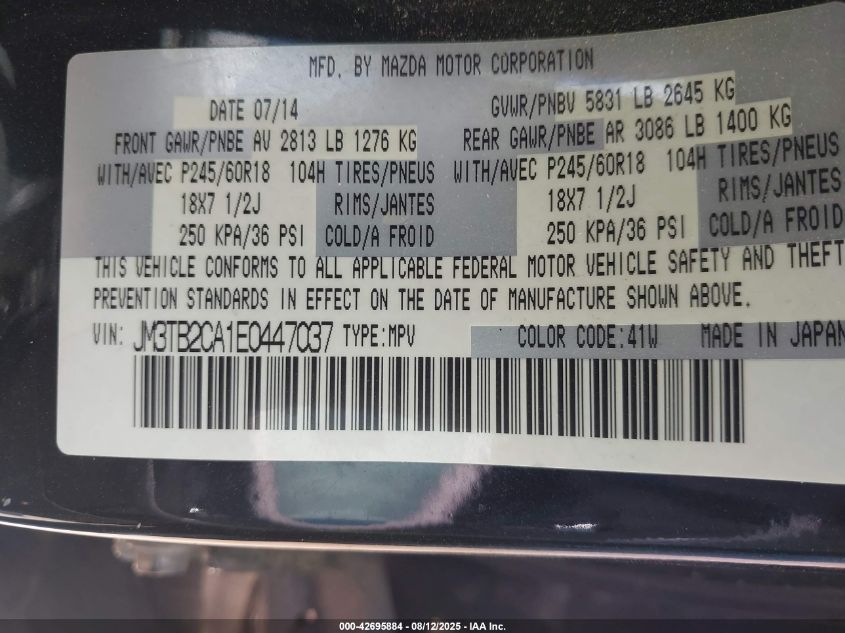 MFD. BY MAZDA MOTOR CORPORATION
DATE 07/14 GVWR/PNBV 5831 LB 2645 KG
FRONT GAWR/PNBE AV 2813 LB 1276 KG REAR GAWR/PNBE AR 3086 LB 1400 KG
WITH/AVEC P245/60R18 104H TIRES/PNEUS WITH/AVEC P245/60R18 104H TIRES/PNEUS
18X7 1/2J RIMS/JANTES 18X7 1/2J RIMS/JANTES
250 KPA/36 PSI COLD/A FROID 250 KPA/36 PSI COLD/A FROID
THIS VEHICLE CONFORMS TO ALL APPLICABLE FEDERAL MOTOR VEHICLE SAFETY AND THEFT
PREVENTION STANDARDS IN EFFECT ON THE DATE OF MANUFACTURE SHOWN ABOVE.
VIN: JM3TB2CA1E0447037 TYPE:MPV COLOR CODE:41W MADE IN JAPAN
000-42695884 - 08/12/2025 - IAA Inc.